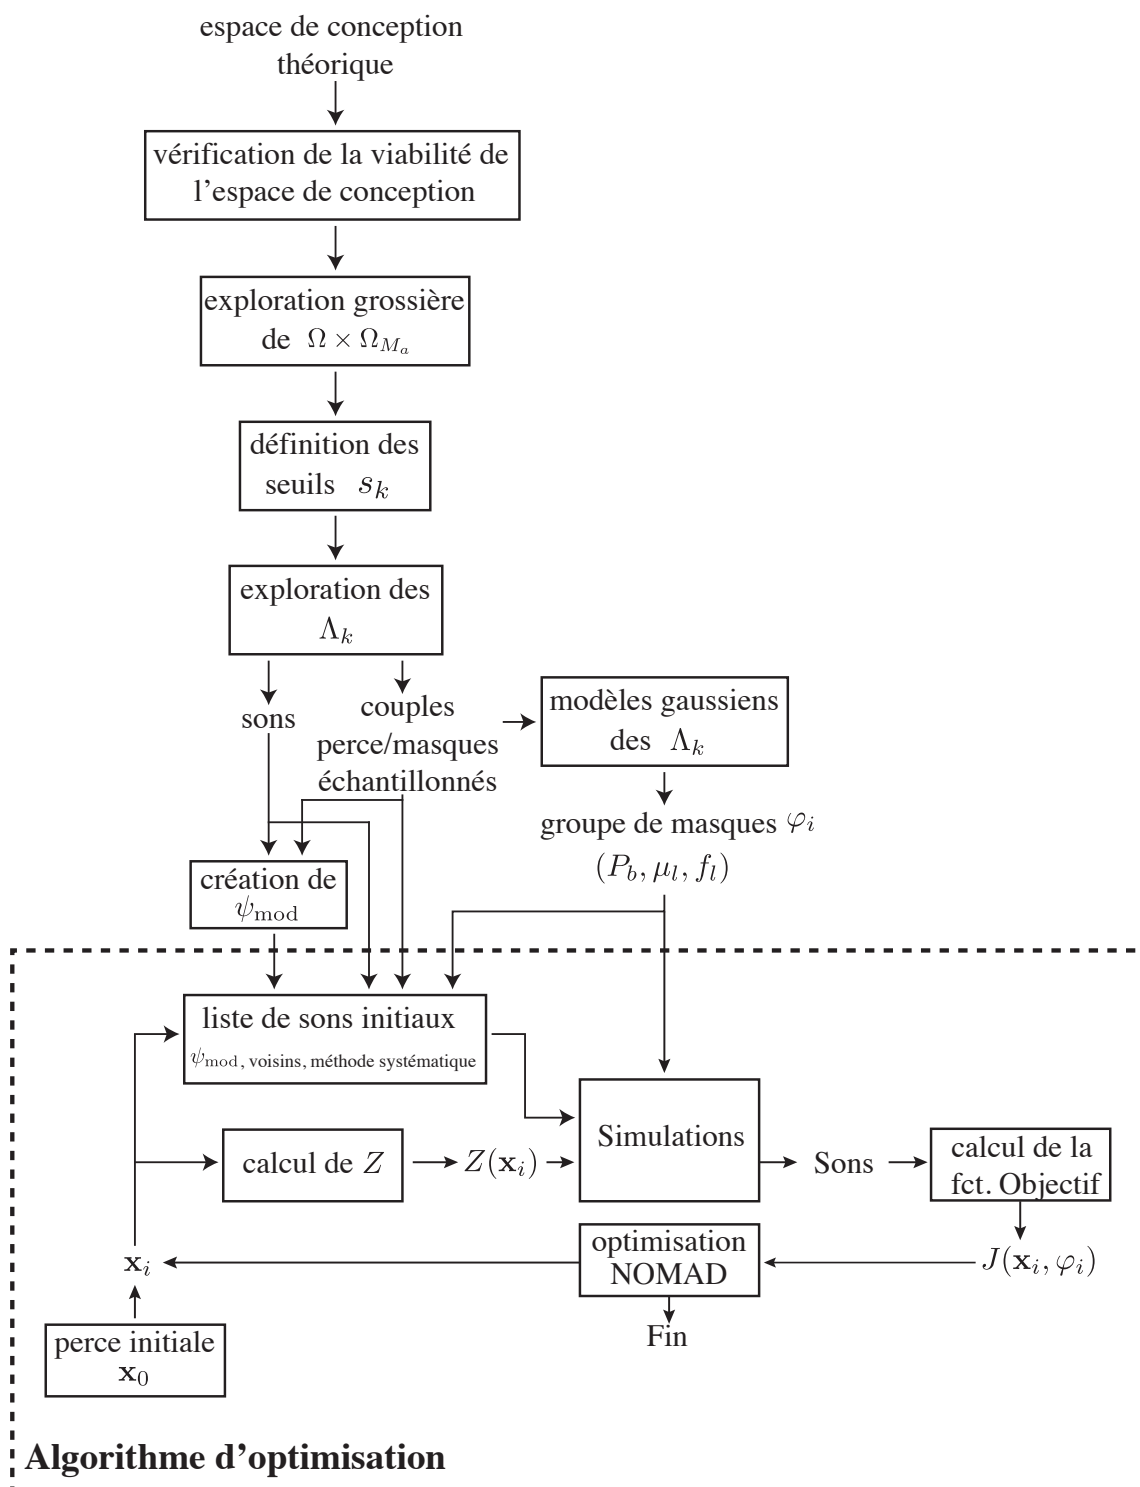 espace de conception
théorique
vérification de la viabilité de
l’espace de conception
exploration grossière
de Ω × Ω_{M_a}
définition des
seuils s_k
exploration des
Λ_k
sons
couples
perce/masques
échantillonnés
modèles gaussiens
des Λ_k
groupe de masques φ_i
(P_b, μ_l, f_l)
création de
ψ_mod
liste de sons initiaux
ψ_mod, voisins, méthode systématique
Simulations
calcul de Z
Z(x_i)
Sons
calcul de la
fct. Objectif
optimisation
NOMAD
x_i
J(x_i, φ_i)
Fin
perce initiale
x_0
Algorithme d’optimisation